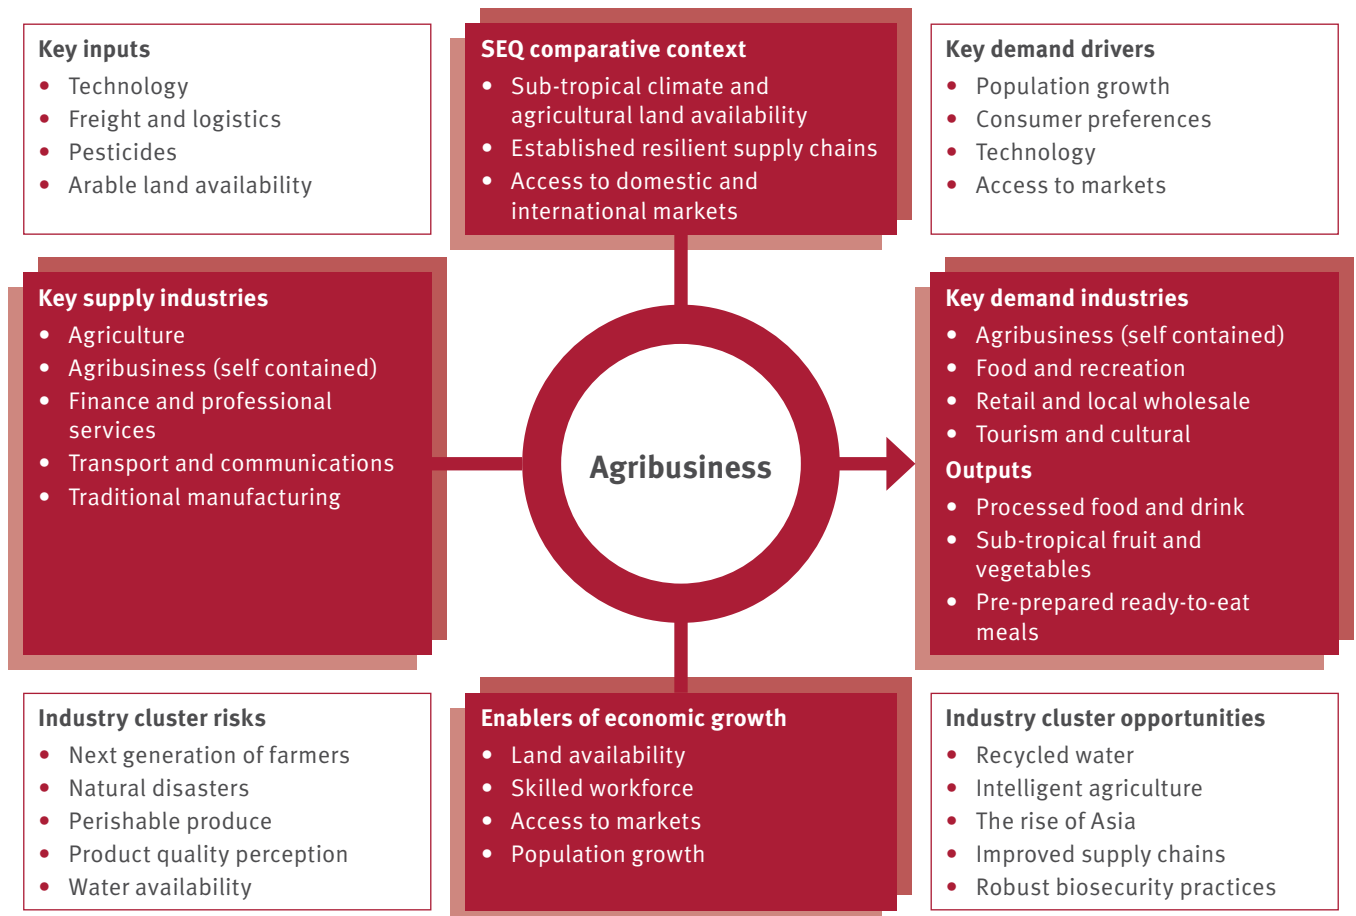 Key inputs
• Technology
• Freight and logistics
• Pesticides
• Arable land availability
SEQ comparative context
• Sub-tropical climate and
agricultural land availability
• Established resilient supply chains
• Access to domestic and
international markets
Key demand drivers
• Population growth
• Consumer preferences
• Technology
• Access to markets
Key supply industries
• Agriculture
• Agribusiness (self contained)
• Finance and professional
services
• Transport and communications
• Traditional manufacturing
Agribusiness
Key demand industries
• Agribusiness (self contained)
• Food and recreation
• Retail and local wholesale
• Tourism and cultural
Outputs
• Processed food and drink
• Sub-tropical fruit and
vegetables
• Pre-prepared ready-to-eat
meals
Industry cluster risks
• Next generation of farmers
• Natural disasters
• Perishable produce
• Product quality perception
• Water availability
Enablers of economic growth
• Land availability
• Skilled workforce
• Access to markets
• Population growth
Industry cluster opportunities
• Recycled water
• Intelligent agriculture
• The rise of Asia
• Improved supply chains
• Robust biosecurity practices